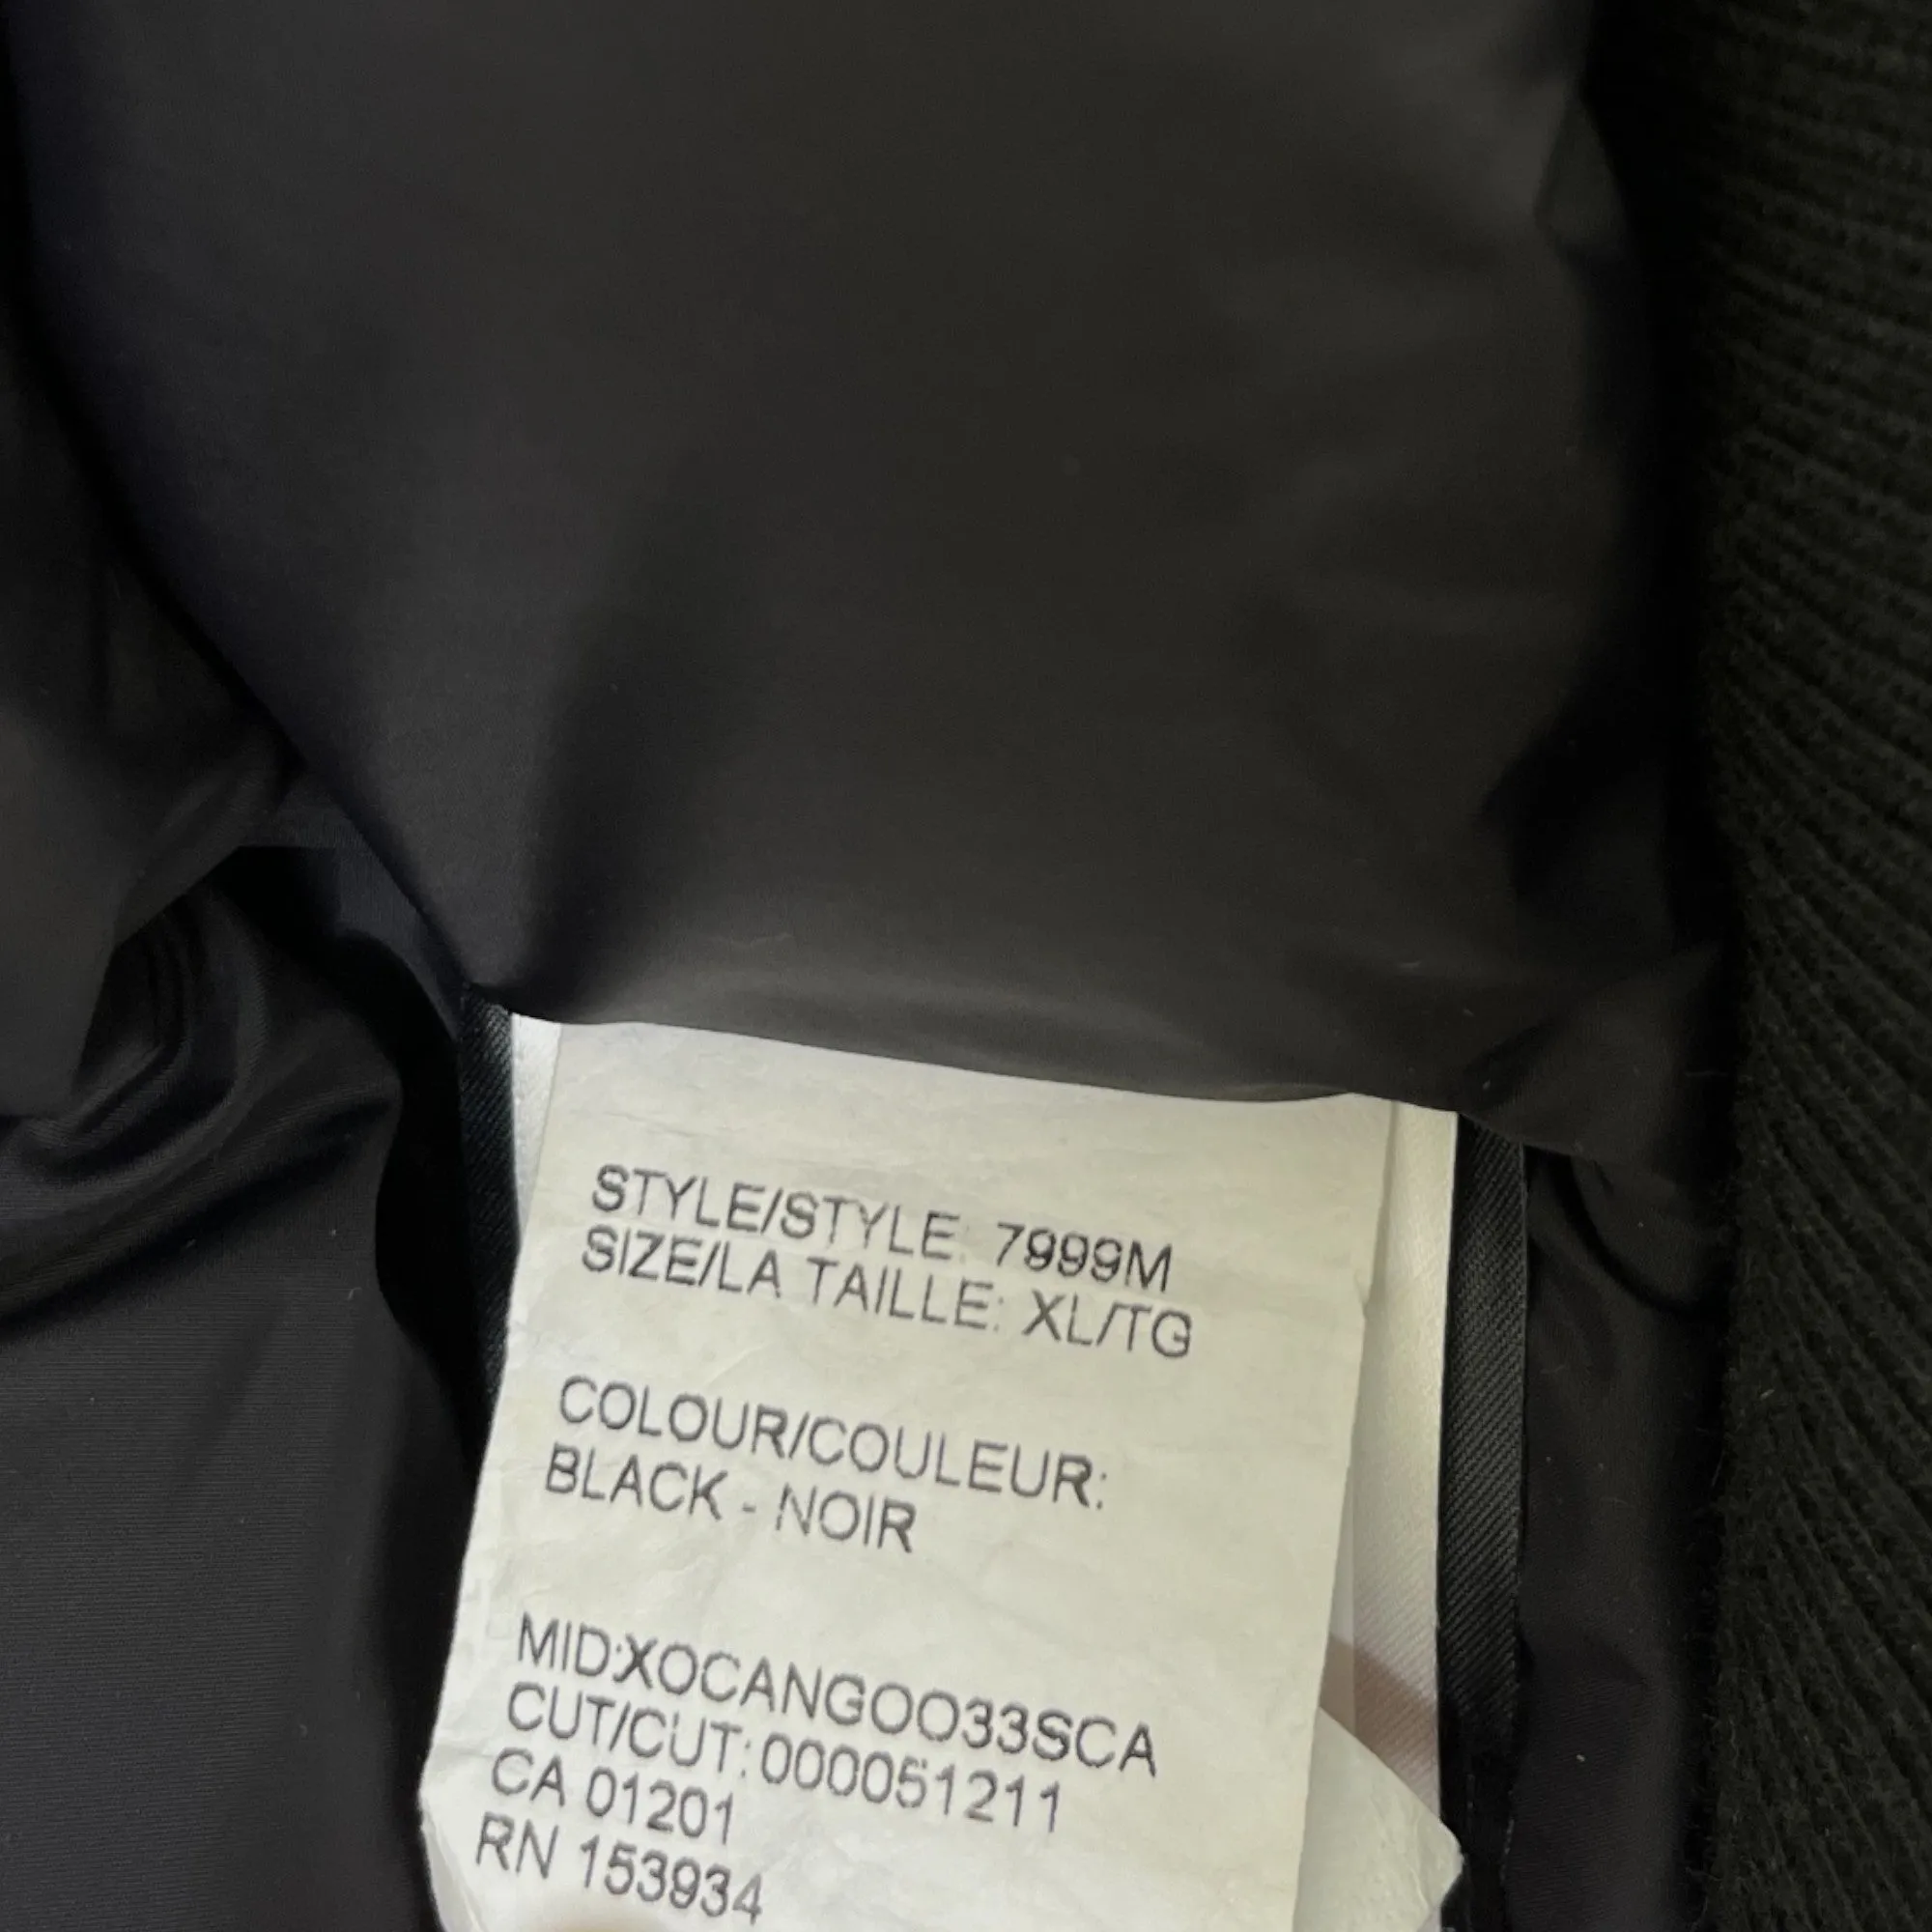 STYLE/STYLE: 7999M
SIZE/LA TAILLE: XL/TG
COLOUR/COULEUR:
BLACK - NOIR
MID:XOCANGOO33SCA
CUT/CUT:000051211
CA 01201
RN 153934